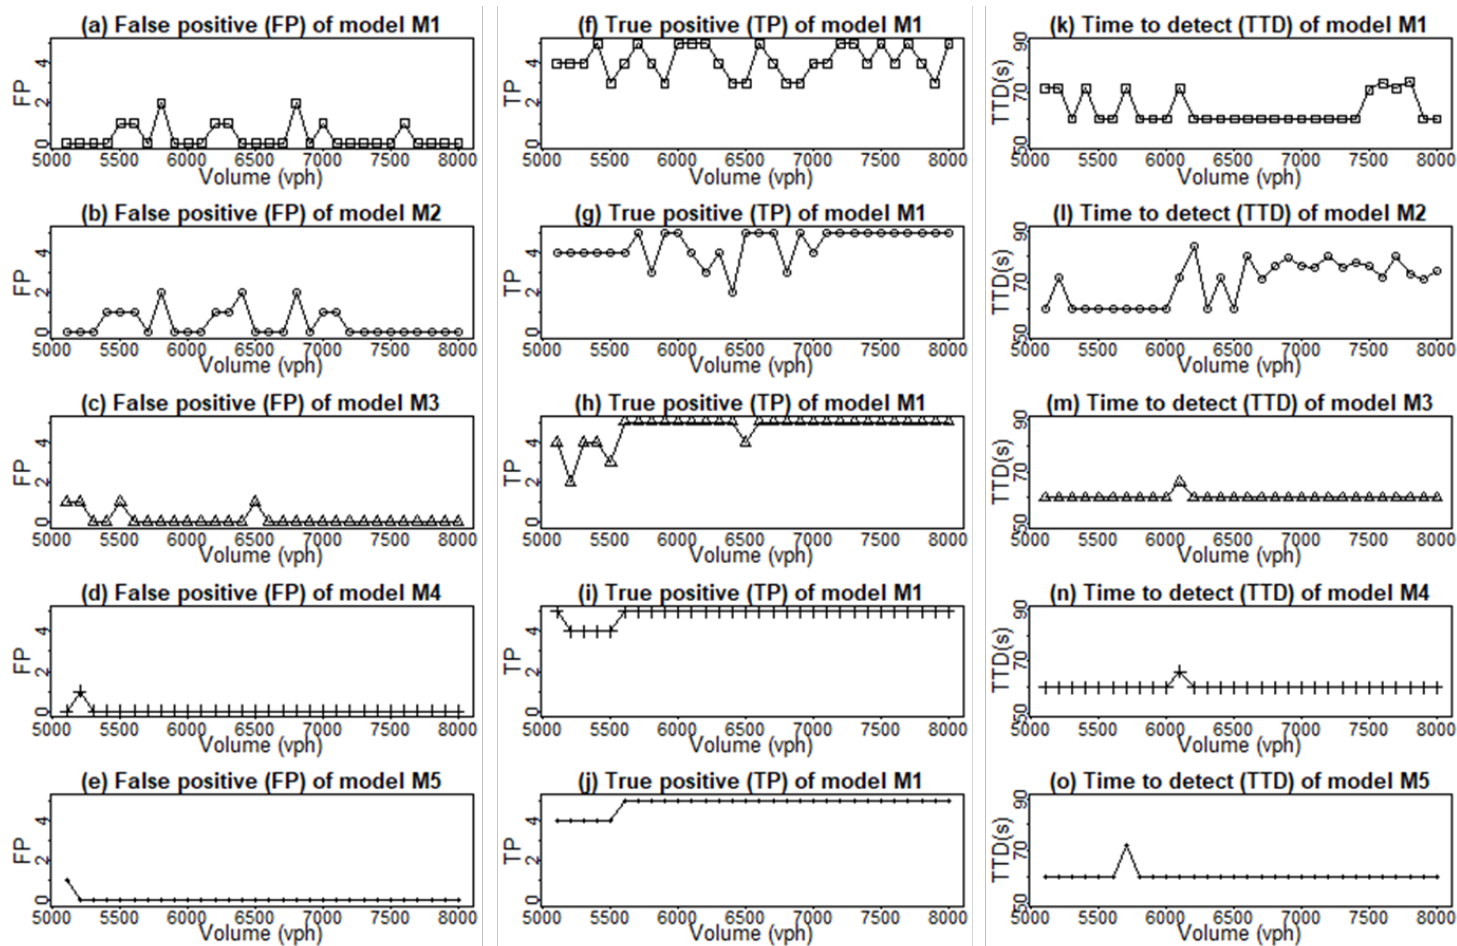 (a) False positive (FP) of model M1
FP
0 2 4
5000 5500 6000 6500 7000 7500 8000
Volume (vph)
(f) True positive (TP) of model M1
TP
0 2 4
5000 5500 6000 6500 7000 7500 8000
Volume (vph)
(k) Time to detect (TTD) of model M1
TTD(s)
50 70 90
5000 5500 6000 6500 7000 7500 8000
Volume (vph)
(b) False positive (FP) of model M2
FP
0 2 4
5000 5500 6000 6500 7000 7500 8000
Volume (vph)
(g) True positive (TP) of model M1
TP
0 2 4
5000 5500 6000 6500 7000 7500 8000
Volume (vph)
(l) Time to detect (TTD) of model M2
TTD(s)
50 70 90
5000 5500 6000 6500 7000 7500 8000
Volume (vph)
(c) False positive (FP) of model M3
FP
0 2 4
5000 5500 6000 6500 7000 7500 8000
Volume (vph)
(h) True positive (TP) of model M1
TP
0 2 4
5000 5500 6000 6500 7000 7500 8000
Volume (vph)
(m) Time to detect (TTD) of model M3
TTD(s)
50 70 90
5000 5500 6000 6500 7000 7500 8000
Volume (vph)
(d) False positive (FP) of model M4
FP
0 2 4
5000 5500 6000 6500 7000 7500 8000
Volume (vph)
(i) True positive (TP) of model M1
TP
0 2 4
5000 5500 6000 6500 7000 7500 8000
Volume (vph)
(n) Time to detect (TTD) of model M4
TTD(s)
50 70 90
5000 5500 6000 6500 7000 7500 8000
Volume (vph)
(e) False positive (FP) of model M5
FP
0 2 4
5000 5500 6000 6500 7000 7500 8000
Volume (vph)
(j) True positive (TP) of model M1
TP
0 2 4
5000 5500 6000 6500 7000 7500 8000
Volume (vph)
(o) Time to detect (TTD) of model M5
TTD(s)
50 70 90
5000 5500 6000 6500 7000 7500 8000
Volume (vph)